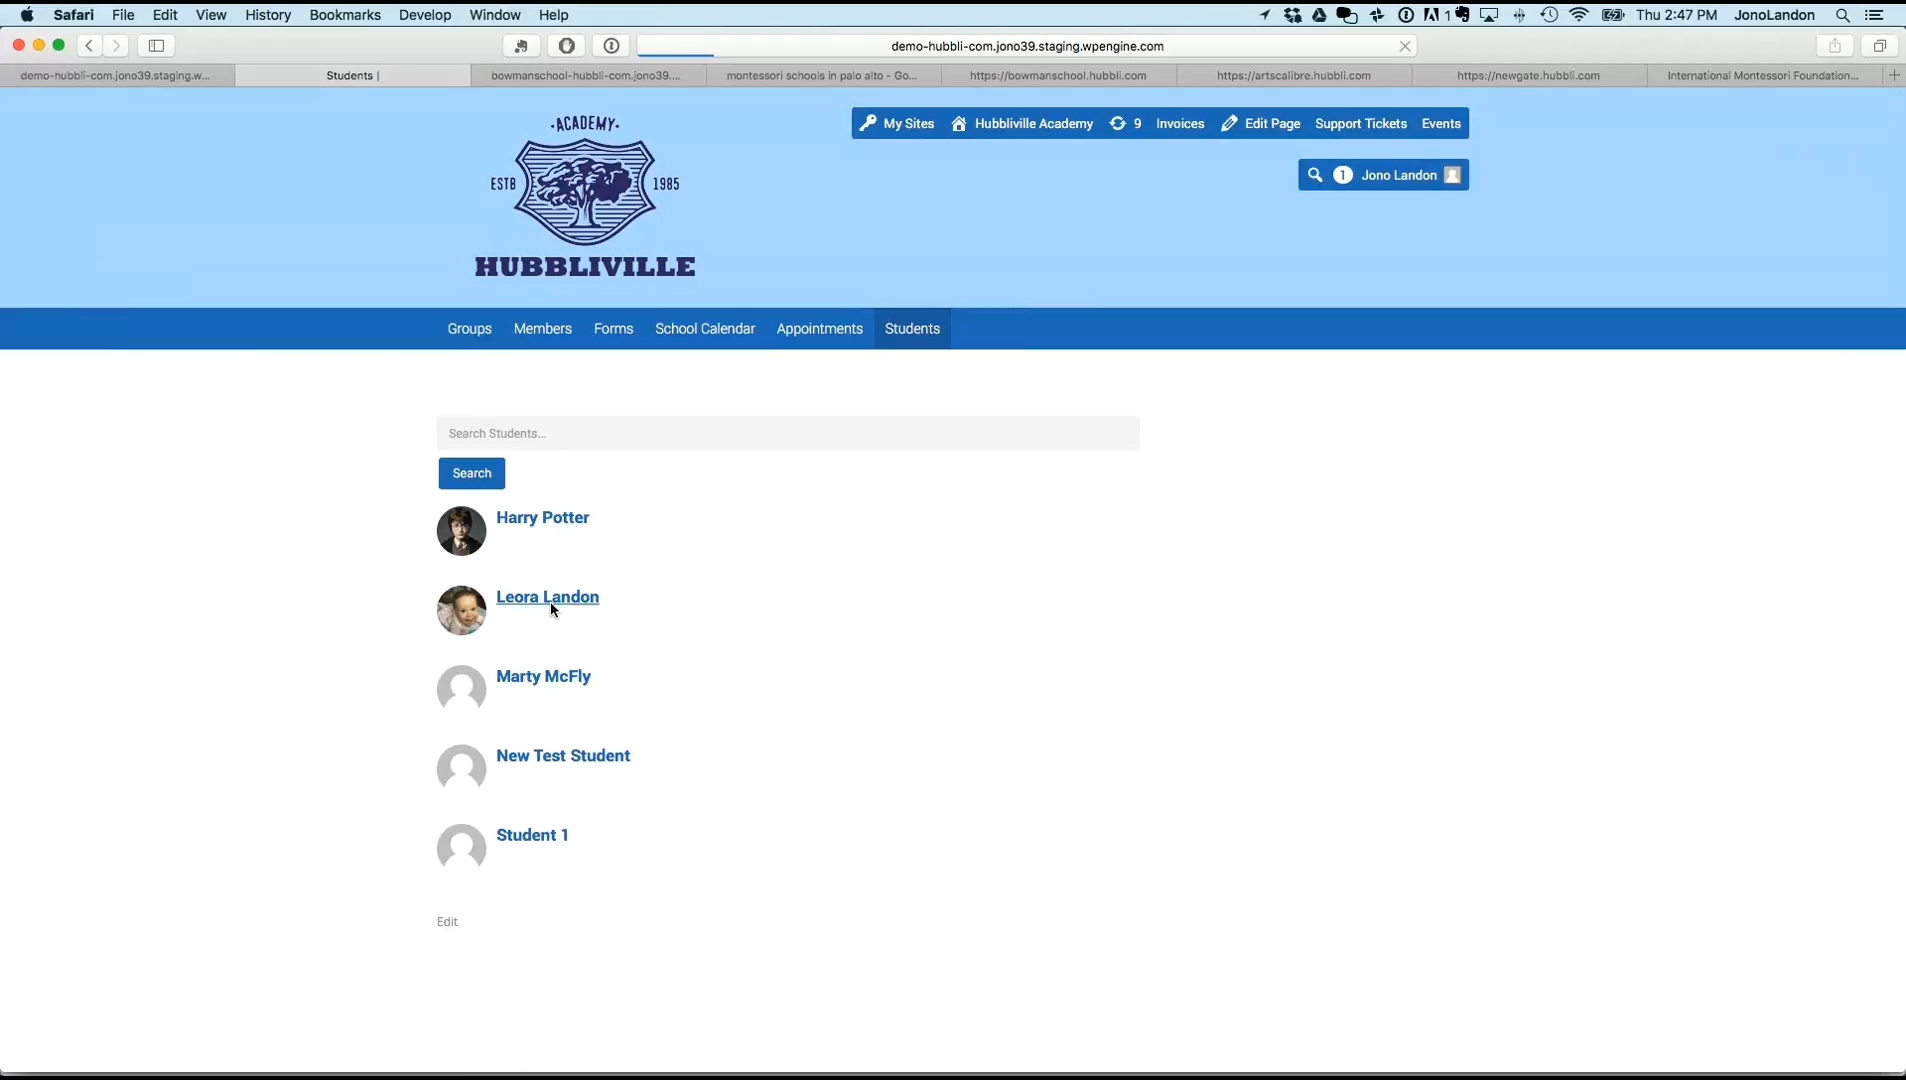 Safari File Edit View History Bookmarks Develop Window Help 1 Thu 2:47 PM JonoLandon
demo-hubbli-com.jono39.staging.wpengine.com
demo-hubbli-com.jono39.staging.w... Students | bowmanschool-hubbli-com.jono39.... montessori schools in palo alto - Go... https://bowmanschool.hubbli.com https://artscalibre.hubbli.com https://newgate.hubbli.com International Montessori Foundation...
·ACADEMY·
ESTB 1985
HUBBLIVILLE
My Sites Hubbliville Academy 9 Invoices Edit Page Support Tickets Events
1 Jono Landon
Groups Members Forms School Calendar Appointments Students
Search Students...
Search
Harry Potter
Leora Landon
Marty McFly
New Test Student
Student 1
Edit